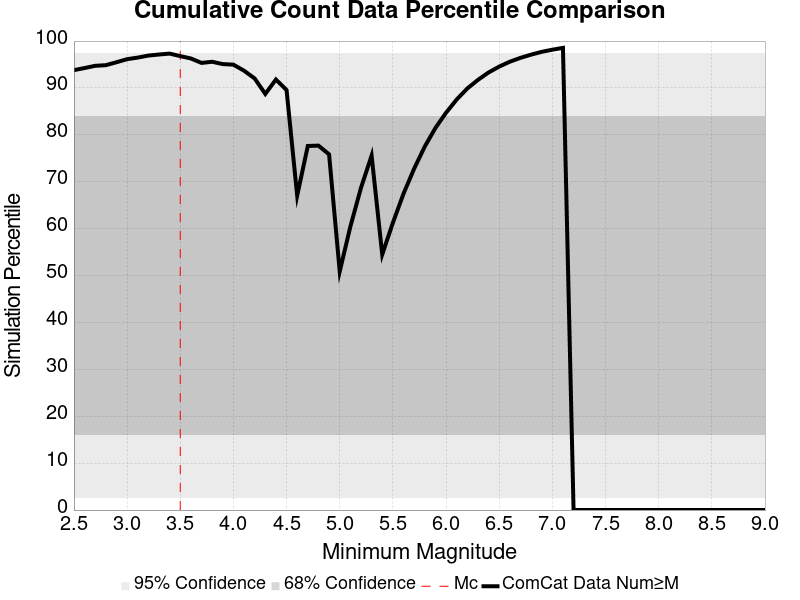 Cumulative Count Data Percentile Comparison
100
90
80
70
60
50
40
30
20
10
0
Simulation Percentile
2.5 3.0 3.5 4.0 4.5 5.0 5.5 6.0 6.5 7.0 7.5 8.0 8.5 9.0
Minimum Magnitude
95% Confidence 68% Confidence Mc ComCat Data Num≥M